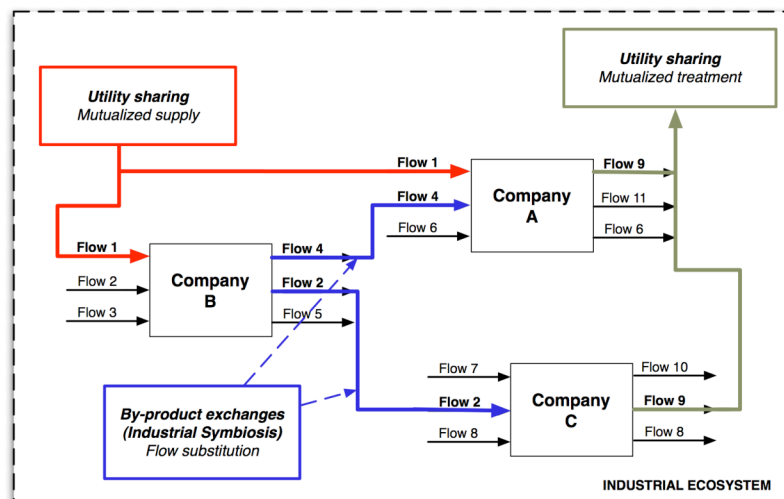 Utility sharing
Mutualized supply
Utility sharing
Mutualized treatment
Flow 1
Flow 4
Flow 6
Company
A
Flow 9
Flow 11
Flow 6
Flow 1
Flow 2
Flow 3
Company
B
Flow 4
Flow 2
Flow 5
By-product exchanges
(Industrial Symbiosis)
Flow substitution
Flow 7
Flow 2
Flow 8
Company
C
Flow 10
Flow 9
Flow 8
INDUSTRIAL ECOSYSTEM